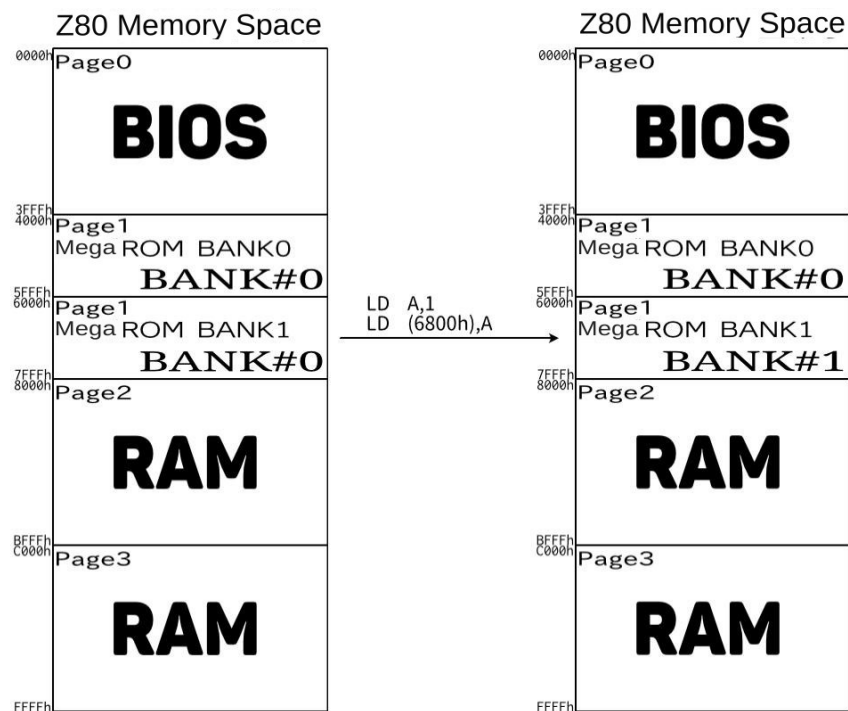 Z80 Memory Space
0000h
Page0
BIOS
3FFFh
4000h
Page1
Mega ROM BANK0
BANK#0
5FFFh
6000h
Page1
Mega ROM BANK1
BANK#0
7FFFh
8000h
Page2
RAM
BFFFh
C000h
Page3
RAM
FFFFh
LD A,1
LD (6800h),A
Z80 Memory Space
0000h
Page0
BIOS
3FFFh
4000h
Page1
Mega ROM BANK0
BANK#0
5FFFh
6000h
Page1
Mega ROM BANK1
BANK#1
7FFFh
8000h
Page2
RAM
BFFFh
C000h
Page3
RAM
FFFFh